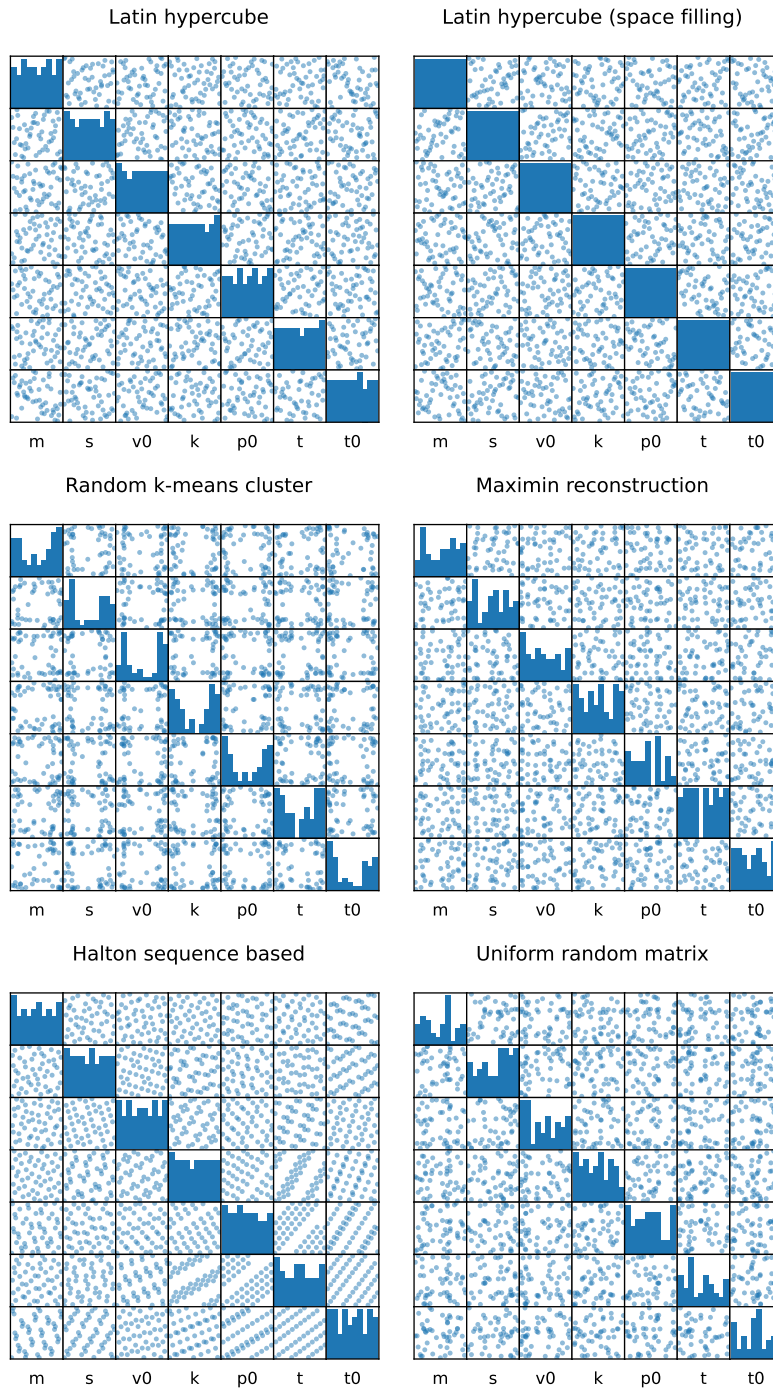 Latin hypercube
Latin hypercube (space filling)
m s v0 k p0 t t0
m s v0 k p0 t t0
Random k-means cluster
Maximin reconstruction
m s v0 k p0 t t0
m s v0 k p0 t t0
Halton sequence based
Uniform random matrix
m s v0 k p0 t t0
m s v0 k p0 t t0